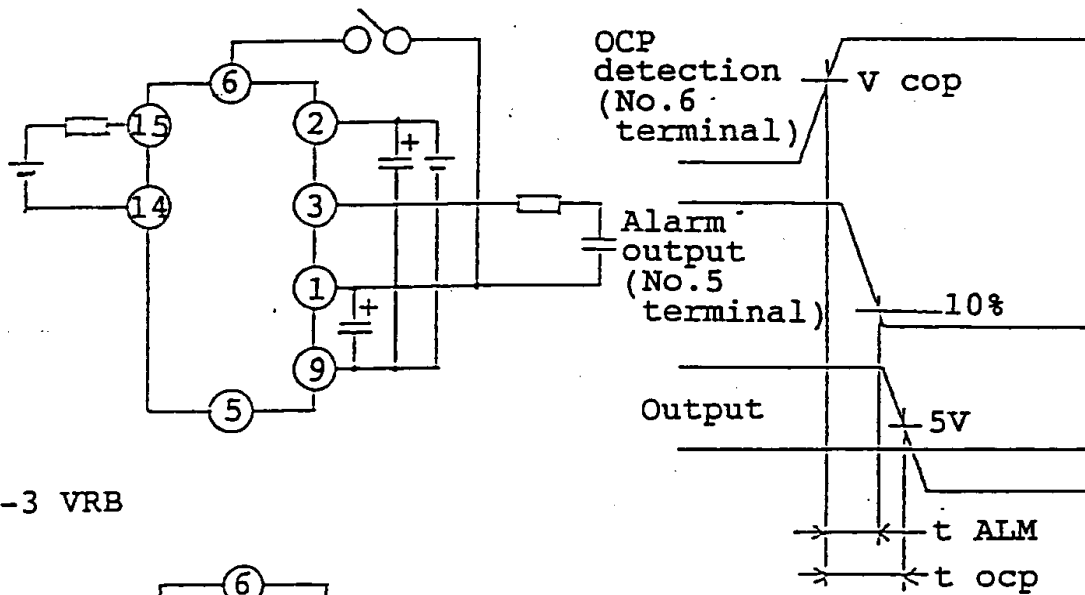 6
15
2
+
14
3
1
+
9
5
OCP
detection
(No.6
terminal)
V cop
Alarm
output
(No.5
terminal)
10%
Output
5V
t ALM
t ocp
-3 VRB
6